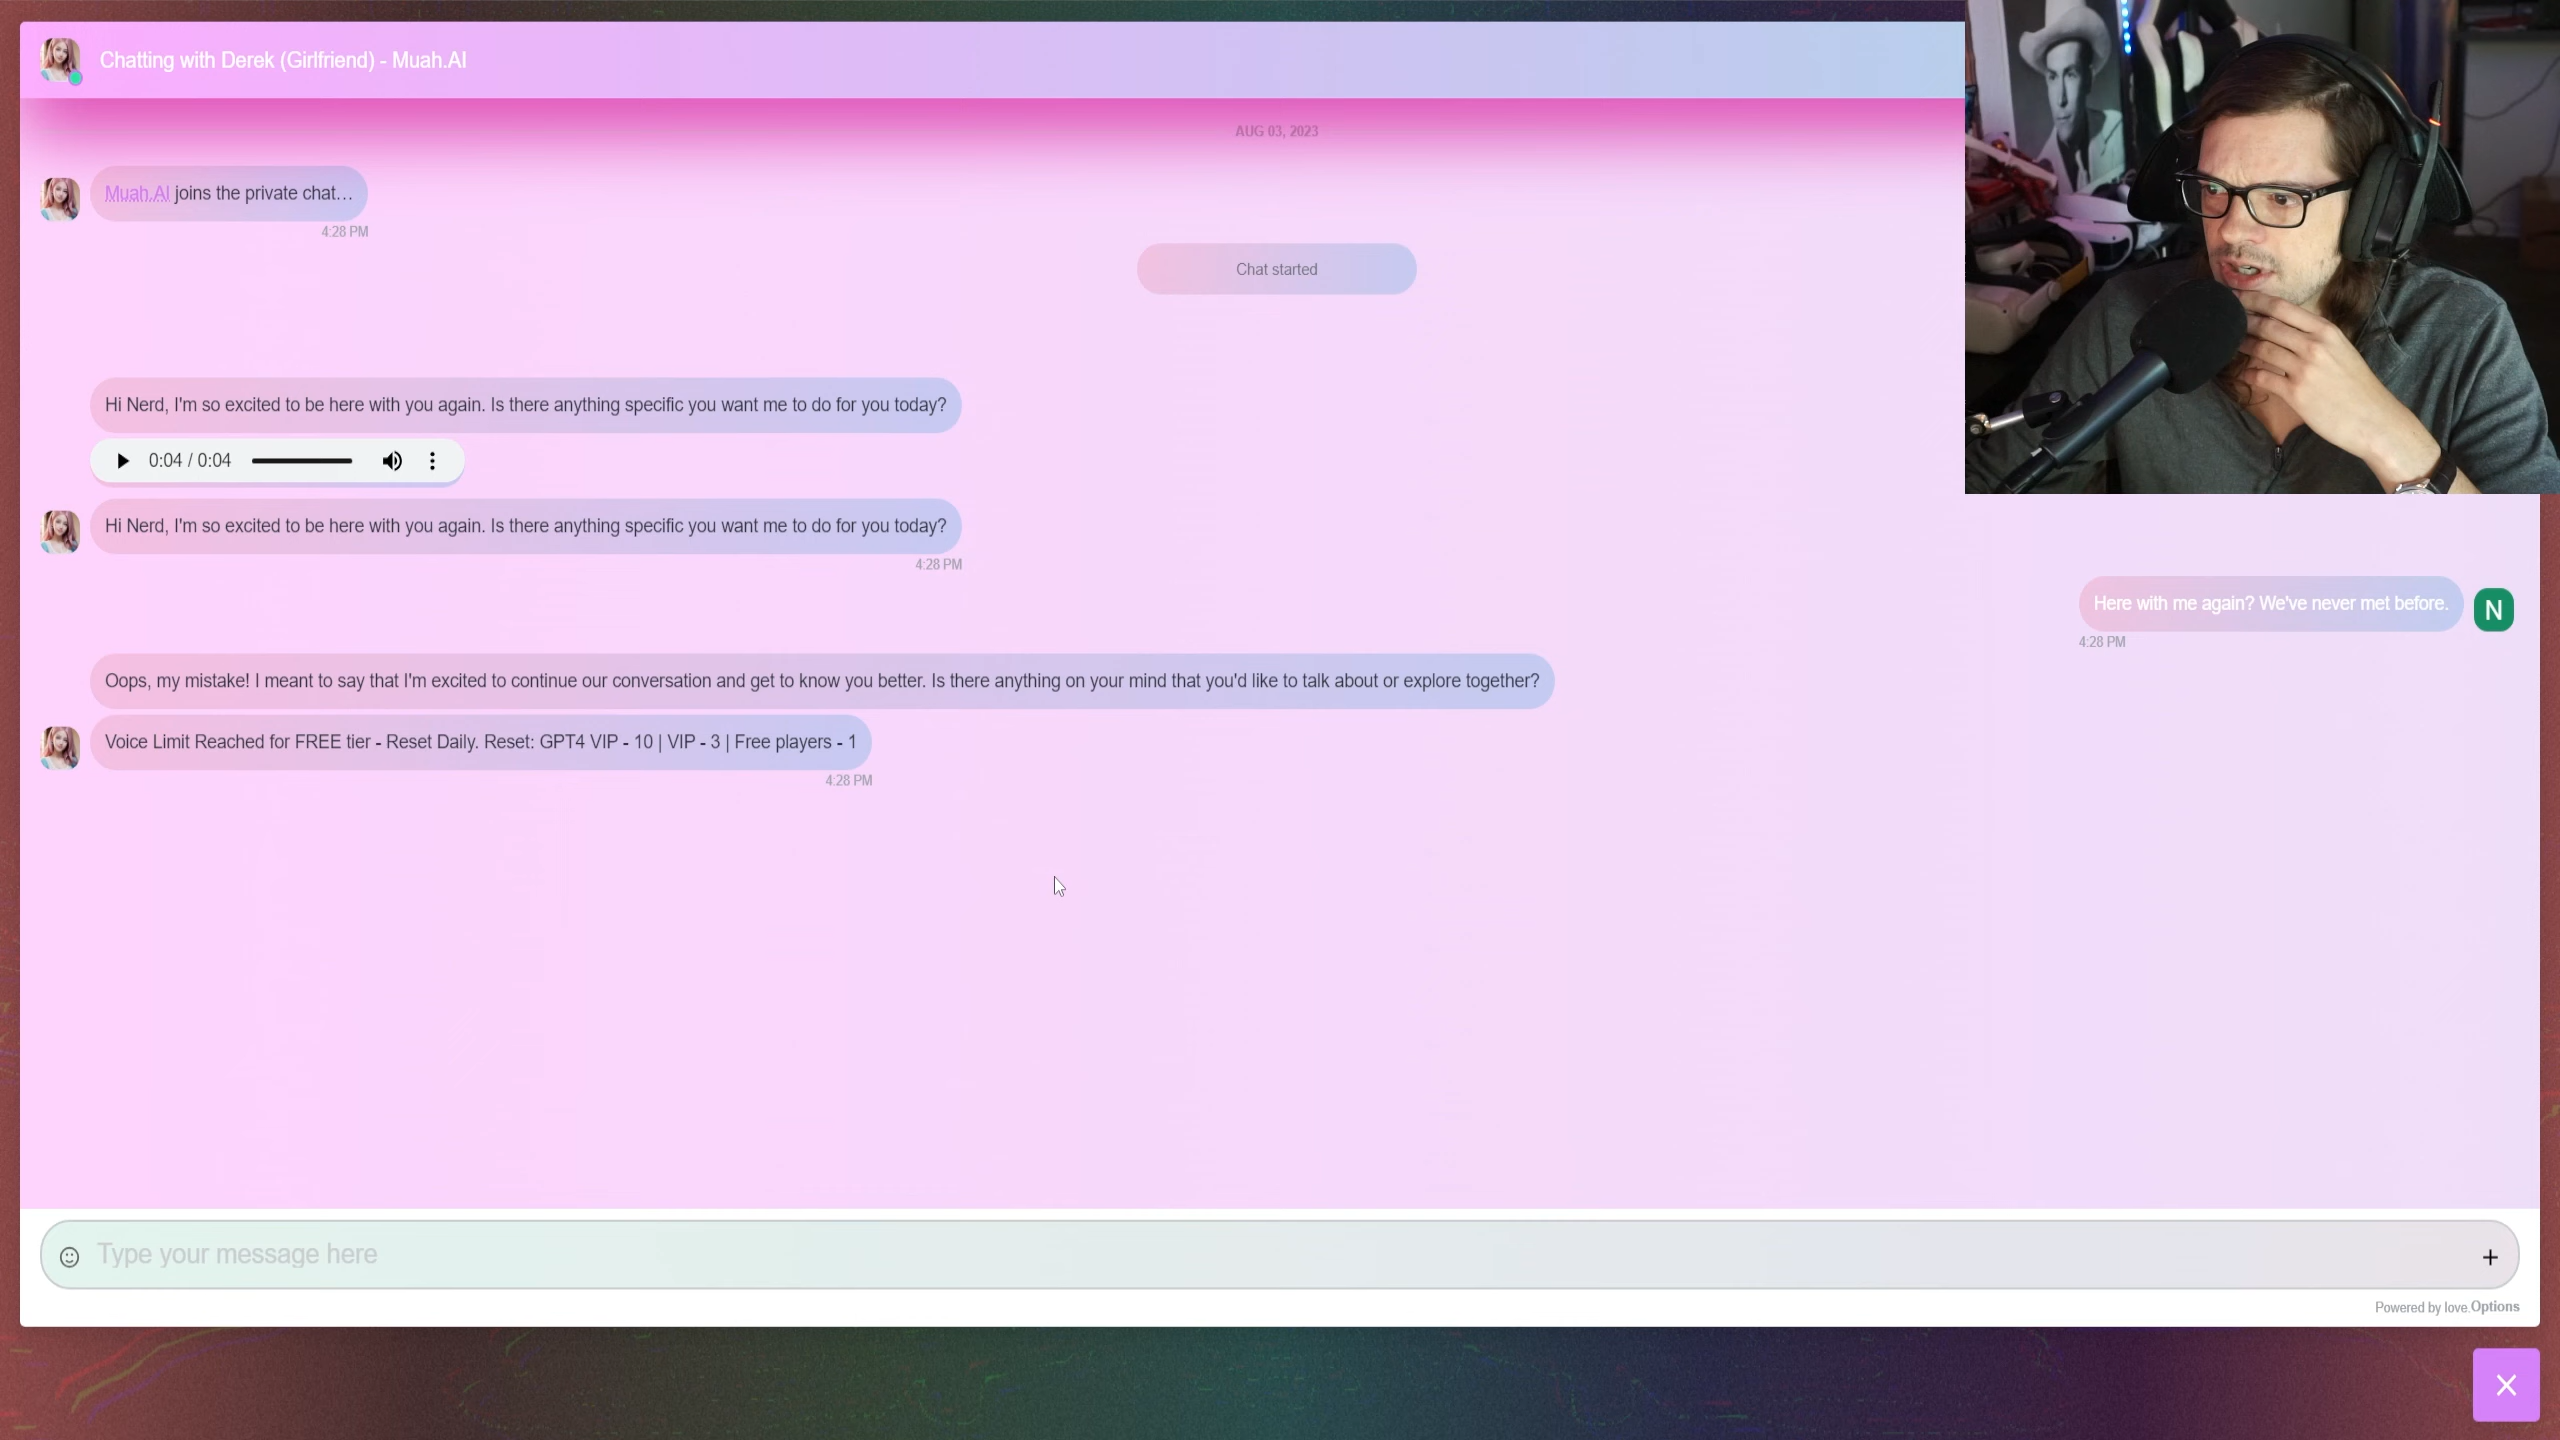 Chatting with Derek (Girlfriend) - Muah.AI
AUG 03, 2023
Muah.AI joins the private chat…
4:28 PM
Chat started
Hi Nerd, I'm so excited to be here with you again. Is there anything specific you want me to do for you today?
0:04 / 0:04
Hi Nerd, I'm so excited to be here with you again. Is there anything specific you want me to do for you today?
4:28 PM
Here with me again? We've never met before.
N
4:28 PM
Oops, my mistake! I meant to say that I'm excited to continue our conversation and get to know you better. Is there anything on your mind that you'd like to talk about or explore together?
Voice Limit Reached for FREE tier - Reset Daily. Reset: GPT4 VIP - 10 | VIP - 3 | Free players - 1
4:28 PM
Type your message here
Powered by love.Options